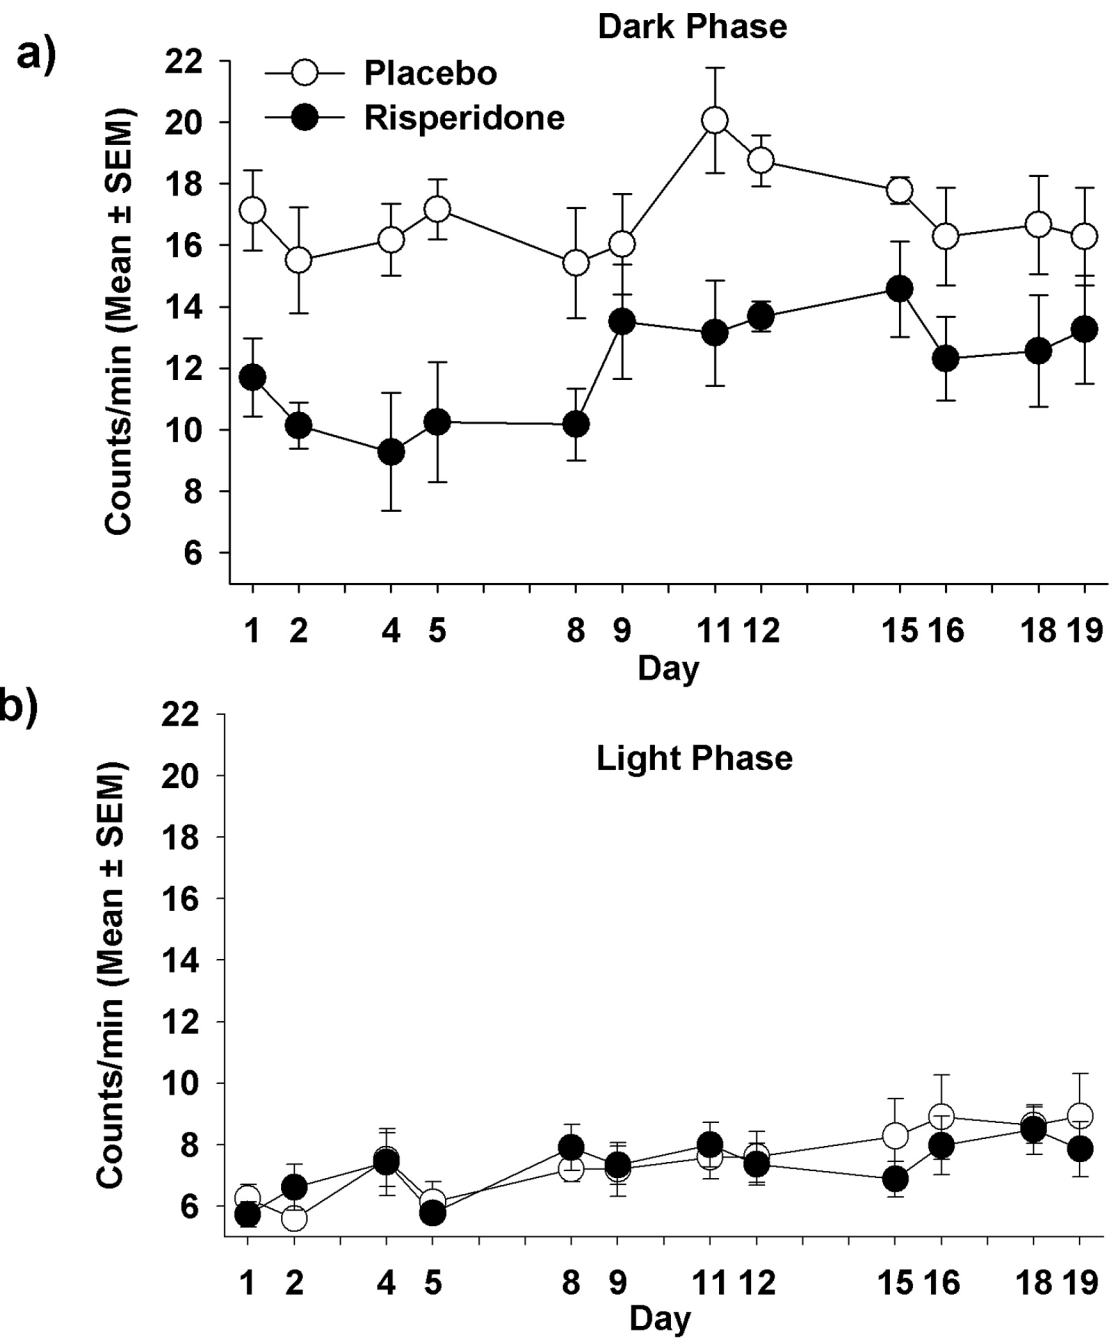 a)
Dark Phase
Placebo
Risperidone
Counts/min (Mean ± SEM)
22
20
18
16
14
12
10
8
6
1 2 4 5 8 9 11 12 15 16 18 19
Day
b)
Light Phase
Counts/min (Mean ± SEM)
22
20
18
16
14
12
10
8
6
1 2 4 5 8 9 11 12 15 16 18 19
Day